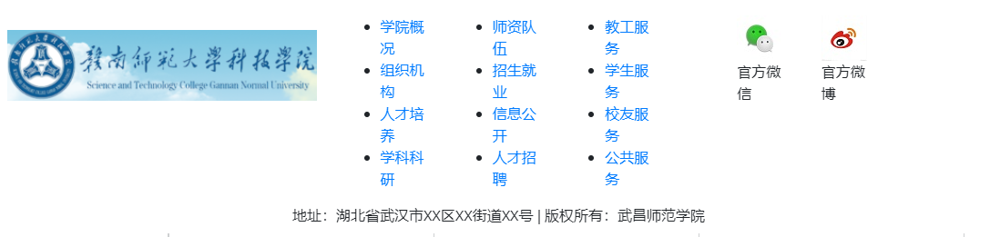 赣南师范大学科技学院
Science and Technology College Gannan Normal University
学院概
况
组织机
构
人才培
养
学科科
研
师资队
伍
招生就
业
信息公
开
人才招
聘
教工服
务
学生服
务
校友服
务
公共服
务
官方微
信
官方微
博
地址：湖北省武汉市XX区XX街道XX号 | 版权所有：武昌师范学院